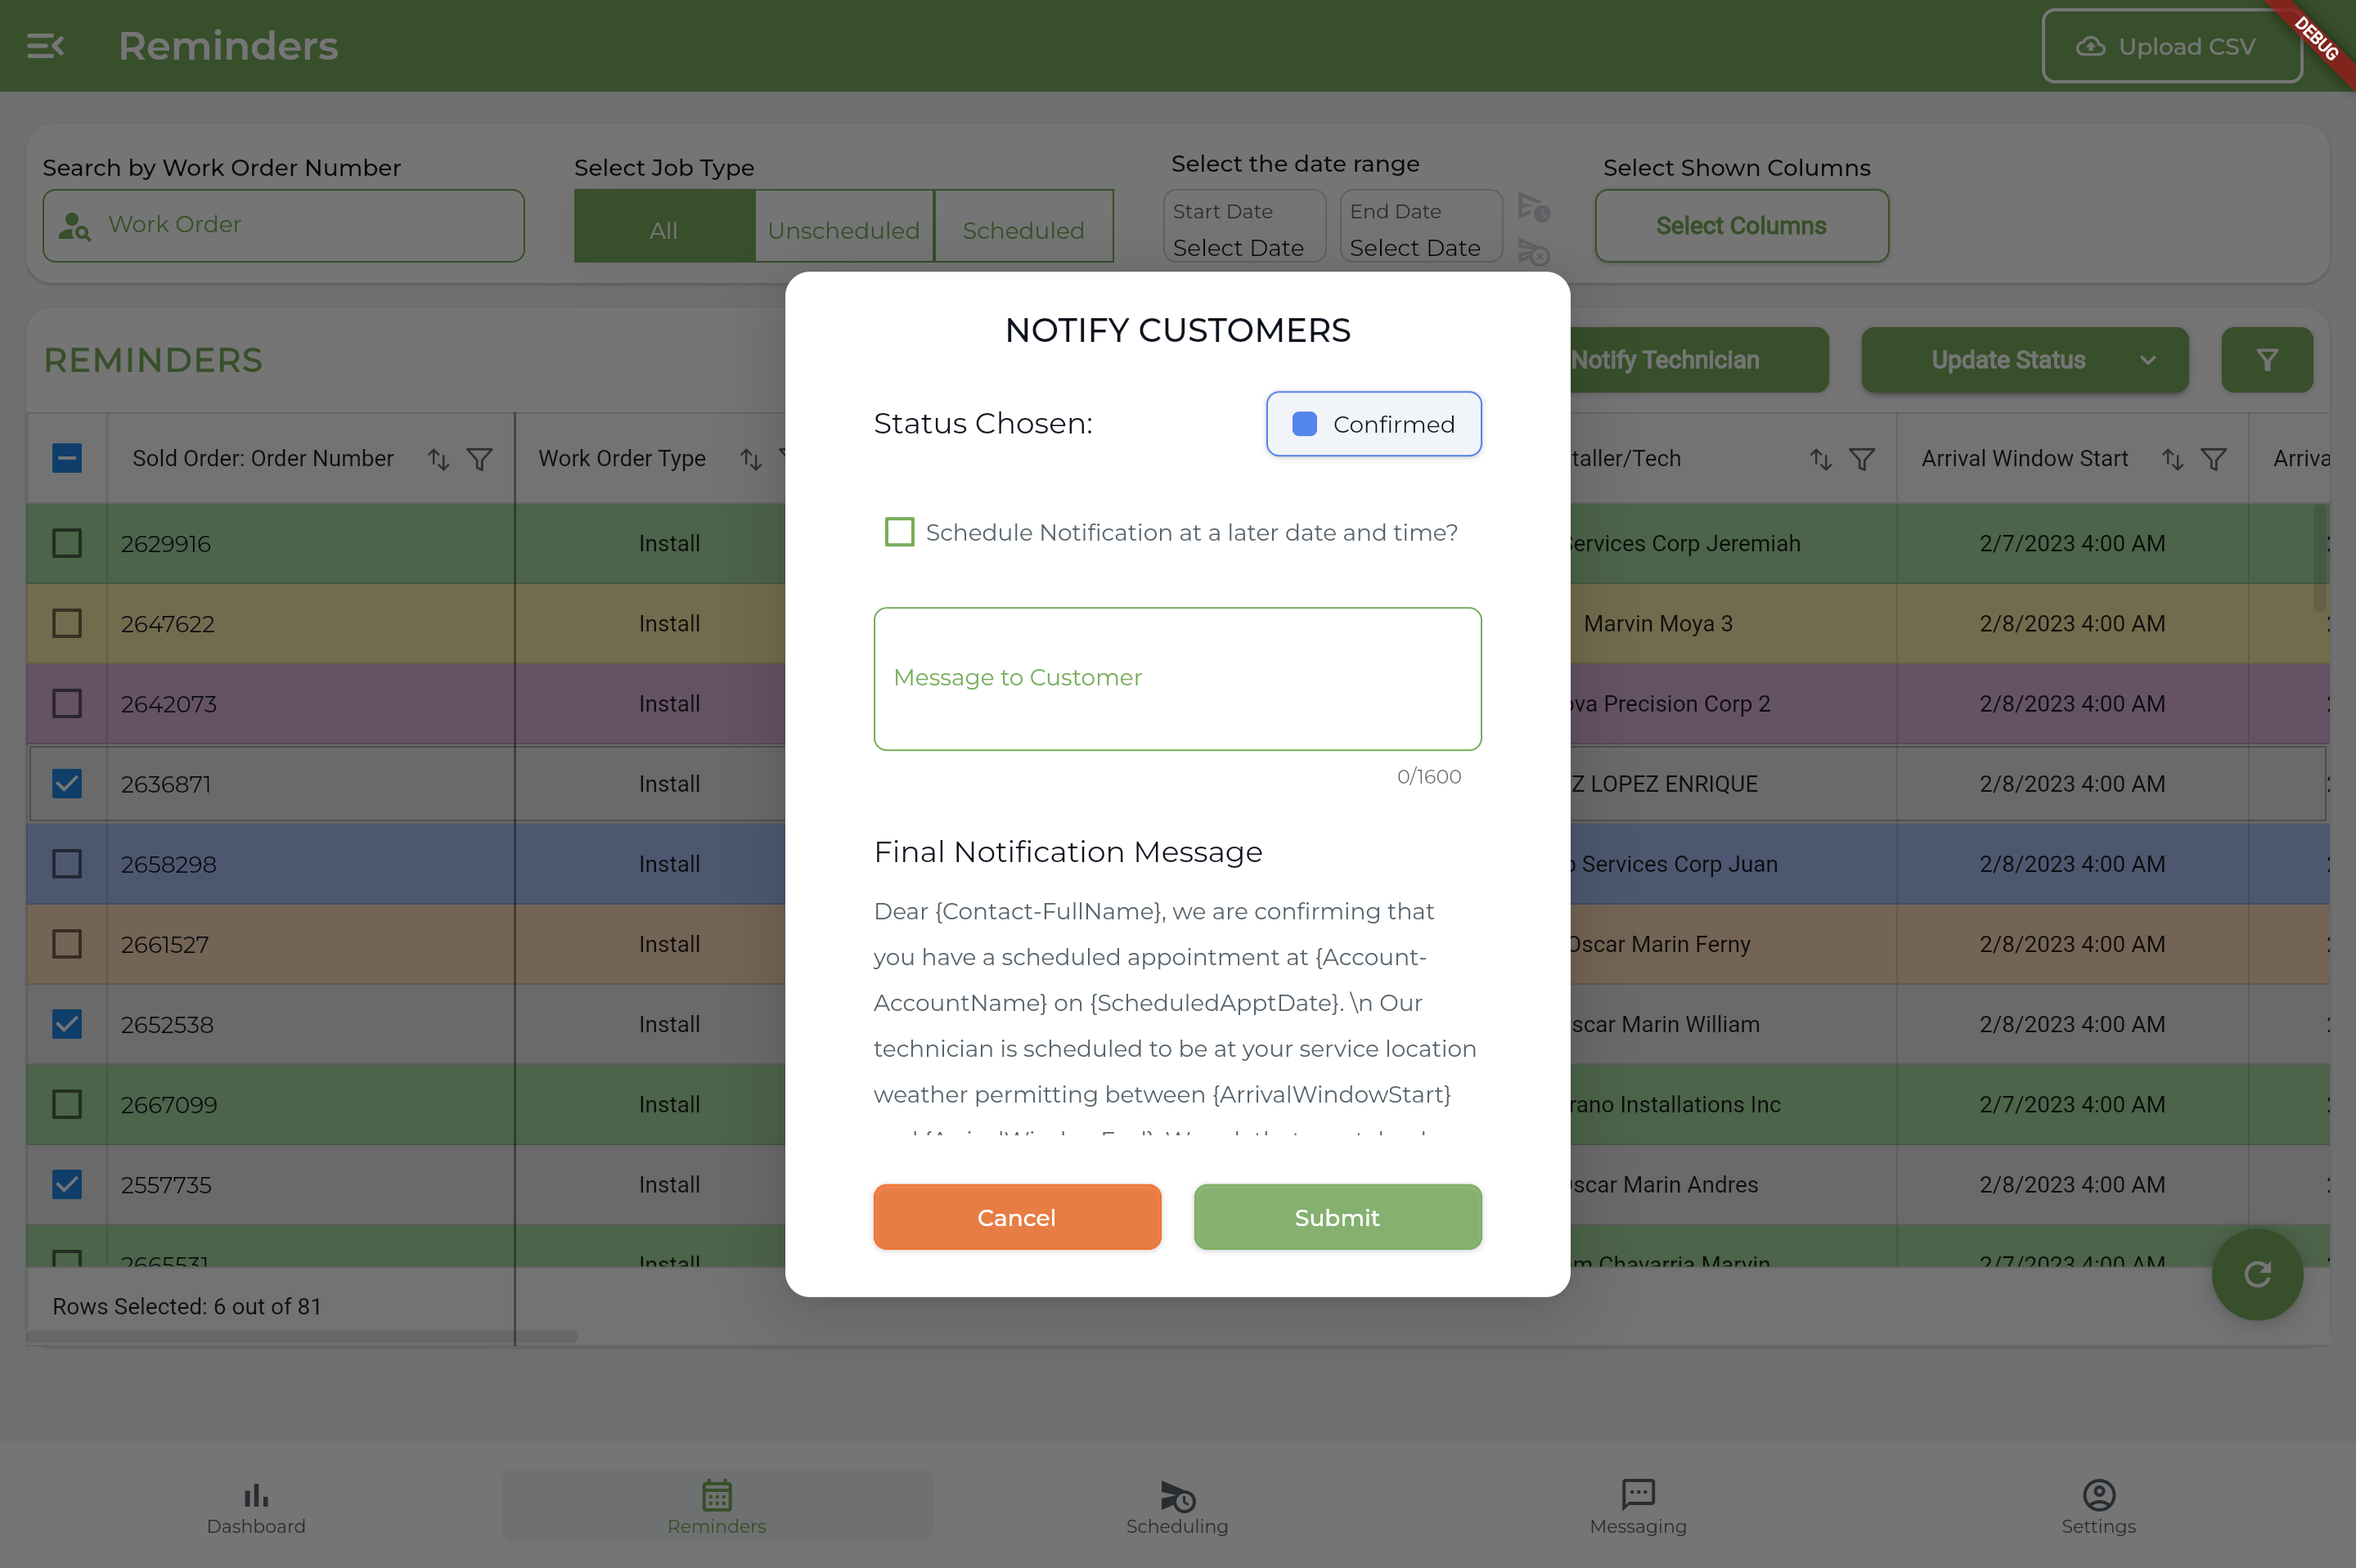 Reminders
Upload CSV
DEBUG
Search by Work Order Number
Work Order
Select Job Type
All
Unscheduled
Scheduled
Select the date range
Start Date
Select Date
End Date
Select Date
Select Shown Columns
Select Columns
REMINDERS
Notify Technician
Update Status
Sold Order: Order Number
Work Order Type
taller/Tech
Arrival Window Start
Arriva
2629916 Install Services Corp Jeremiah 2/7/2023 4:00 AM
2647622 Install Marvin Moya 3 2/8/2023 4:00 AM
2642073 Install ova Precision Corp 2 2/8/2023 4:00 AM
2636871 Install Z LOPEZ ENRIQUE 2/8/2023 4:00 AM
2658298 Install Services Corp Juan 2/8/2023 4:00 AM
2661527 Install Oscar Marin Ferny 2/8/2023 4:00 AM
2652538 Install scar Marin William 2/8/2023 4:00 AM
2667099 Install rano Installations Inc 2/7/2023 4:00 AM
2557735 Install scar Marin Andres 2/8/2023 4:00 AM
2665531 Install m Chavarria Marvin 2/7/2023 4:00 AM
Rows Selected: 6 out of 81
NOTIFY CUSTOMERS
Status Chosen:
Confirmed
Schedule Notification at a later date and time?
Message to Customer
0/1600
Final Notification Message
Dear {Contact-FullName}, we are confirming that
you have a scheduled appointment at {Account-
AccountName} on {ScheduledApptDate}. \n Our
technician is scheduled to be at your service location
weather permitting between {ArrivalWindowStart}
Cancel
Submit
Dashboard
Reminders
Scheduling
Messaging
Settings